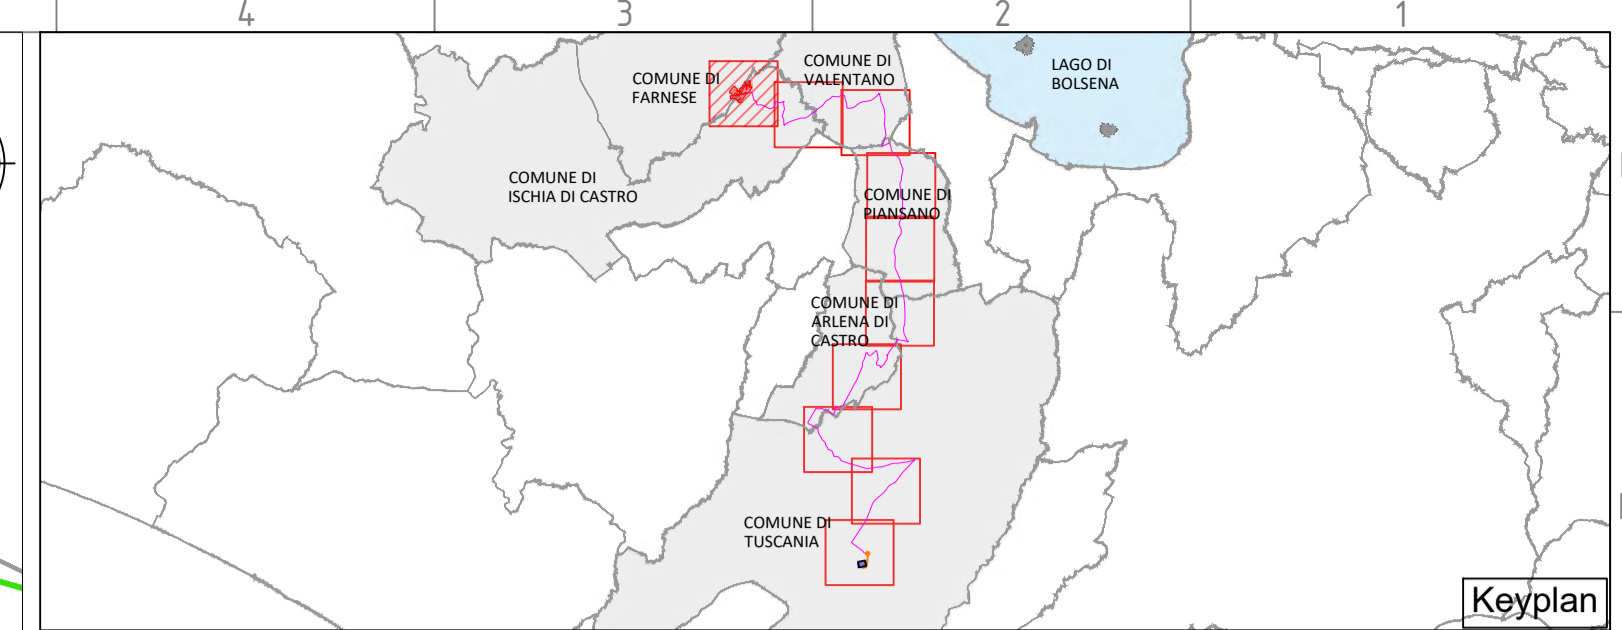 4 3 2 1
COMUNE DI
VALENTANO
LAGO DI
BOLSENA
COMUNE DI
FARNESE
COMUNE DI
ISCHIA DI CASTRO
COMUNE DI
PIANSANO
COMUNE DI
ARLENA DI
CASTRO
COMUNE DI
TUSCANIA
Keyplan